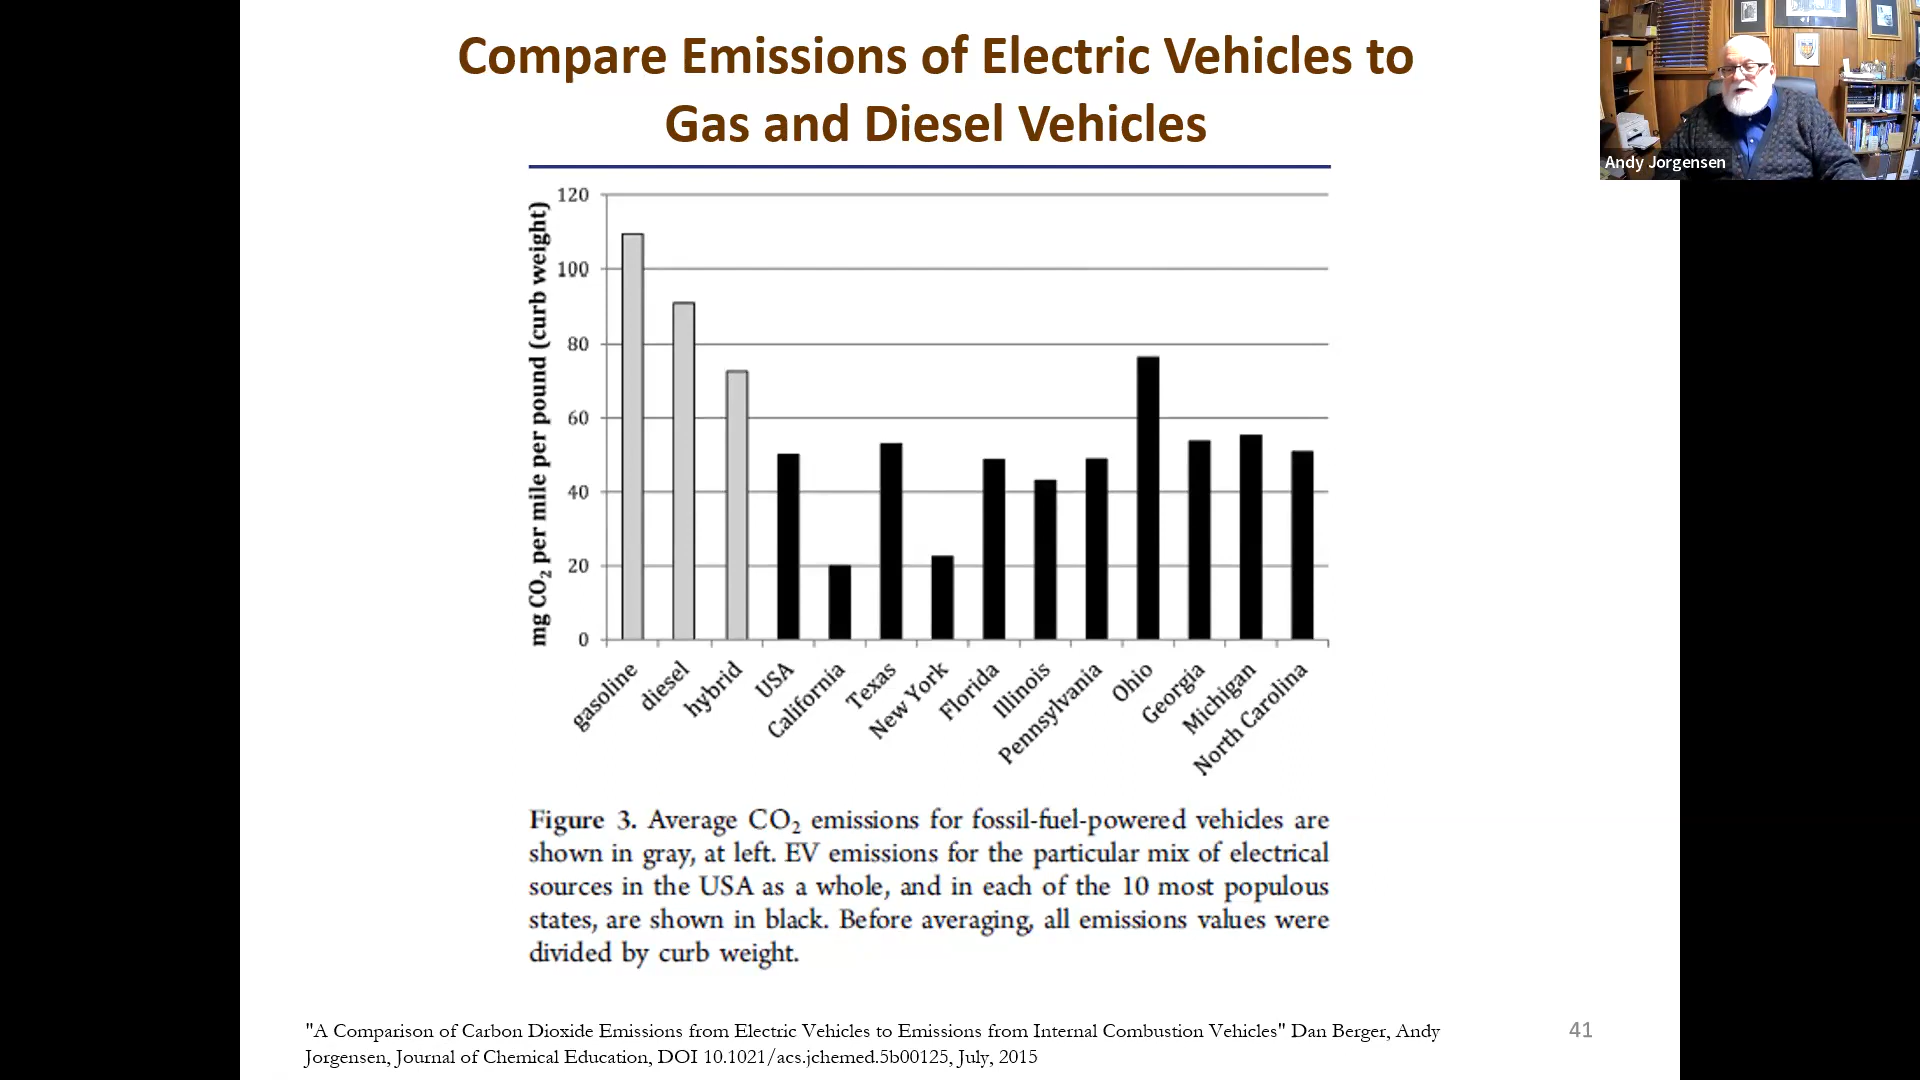 Compare Emissions of Electric Vehicles to
Gas and Diesel Vehicles
Andy Jorgensen
mg CO₂ per mile per pound (curb weight)
120
100
80
60
40
20
0
gasoline
diesel
hybrid
USA
California
Texas
New York
Florida
Illinois
Pennsylvania
Ohio
Georgia
Michigan
North Carolina
Figure 3. Average CO₂ emissions for fossil-fuel-powered vehicles are
shown in gray, at left. EV emissions for the particular mix of electrical
sources in the USA as a whole, and in each of the 10 most populous
states, are shown in black. Before averaging, all emissions values were
divided by curb weight.
"A Comparison of Carbon Dioxide Emissions from Electric Vehicles to Emissions from Internal Combustion Vehicles" Dan Berger, Andy
Jorgensen, Journal of Chemical Education, DOI 10.1021/acs.jchemed.5b00125, July, 2015
41